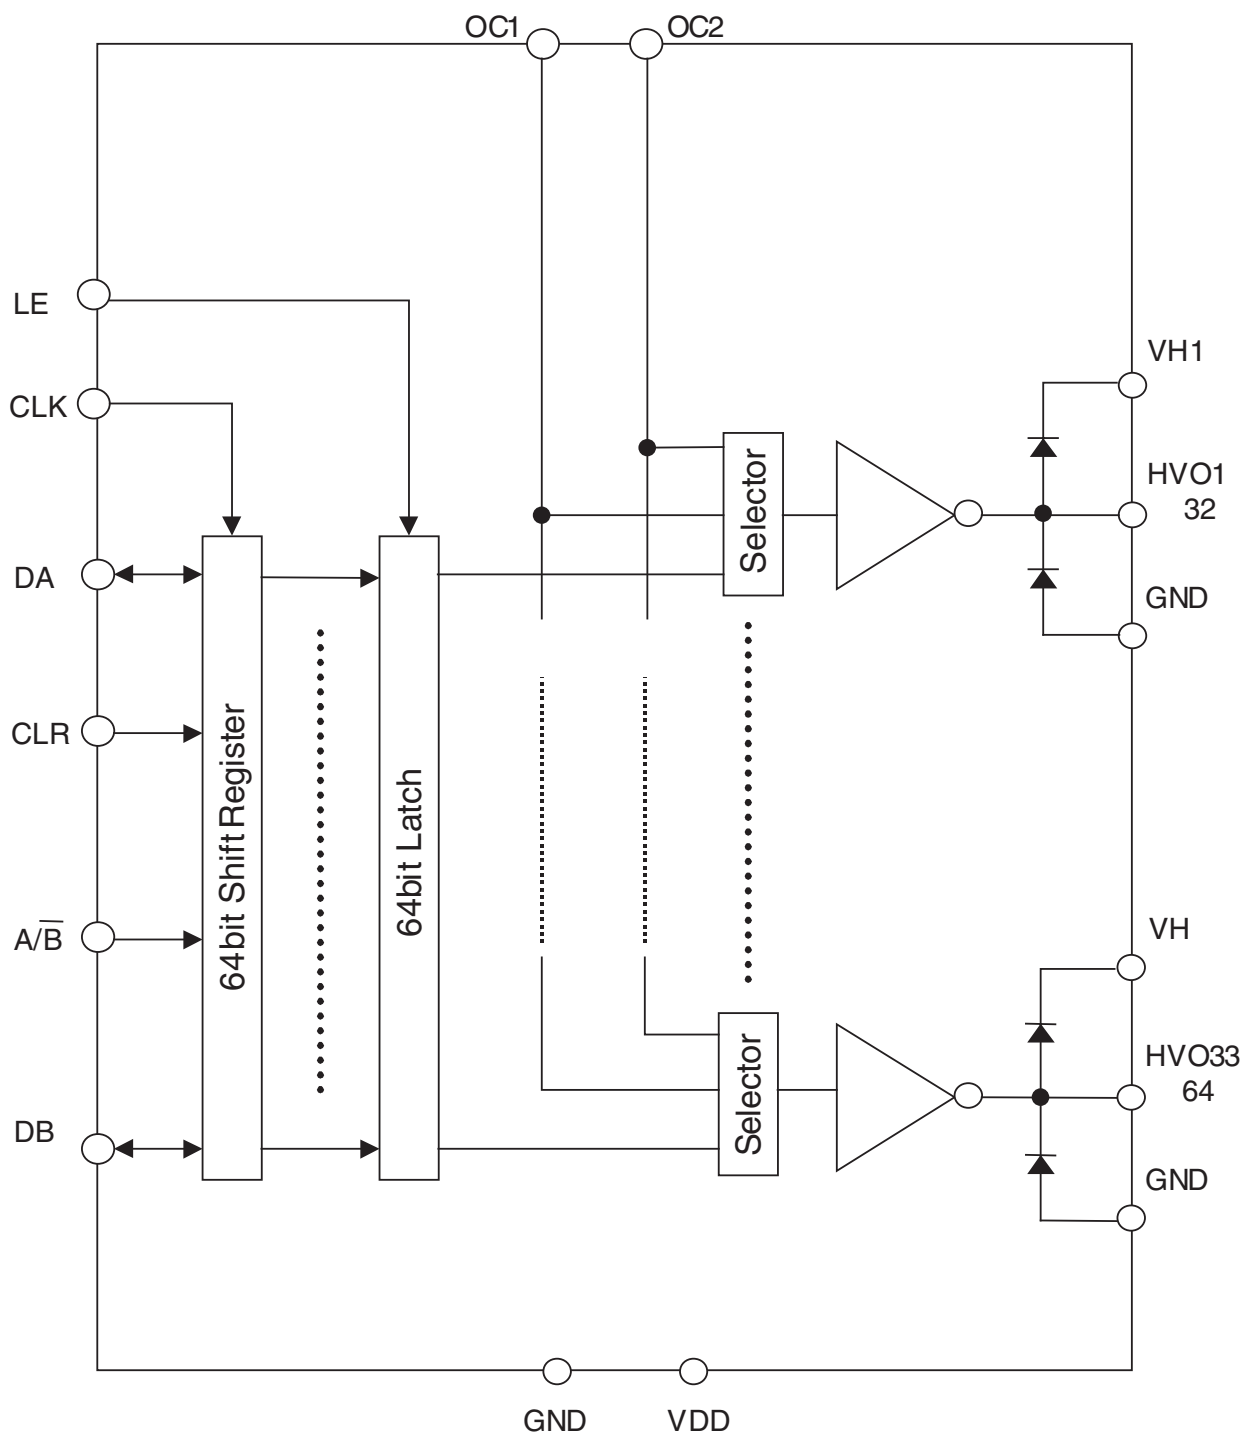 OC1
OC2
LE
VH1
CLK
HVO1
32
Selector
DA
GND
CLR
64bit Shift Register
64bit Latch
A/B̅
VH
HVO33
64
Selector
DB
GND
GND
VDD